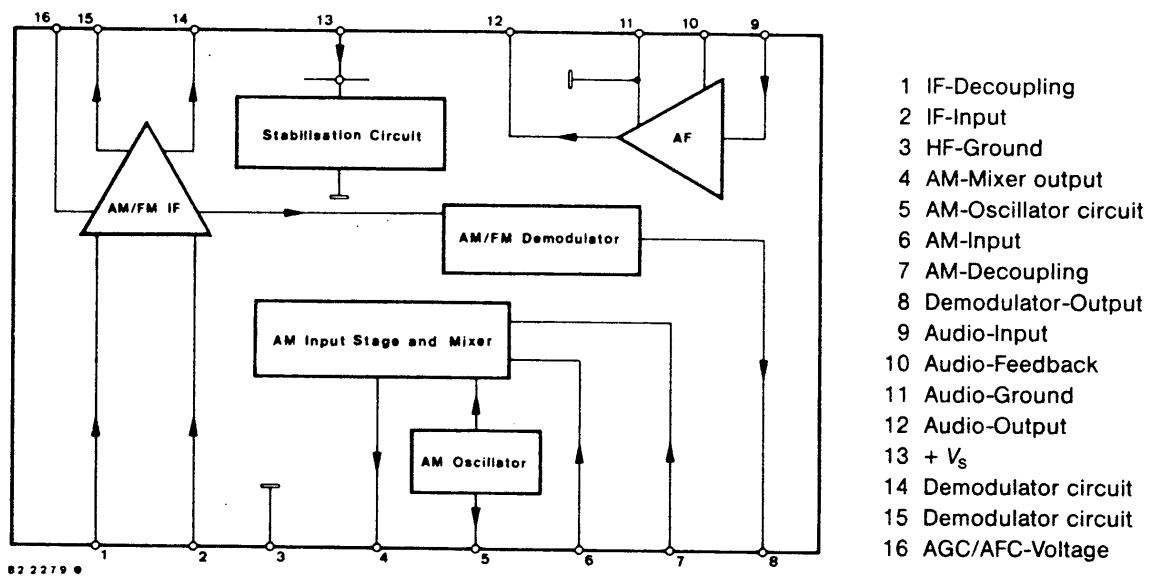 16 15 14 13 12 11 10 9
Stabilisation Circuit
AF
AM/FM IF
AM/FM Demodulator
AM Input Stage and Mixer
AM Oscillator
1 2 3 4 5 6 7 8
82 2279 e
1 IF-Decoupling
2 IF-Input
3 HF-Ground
4 AM-Mixer output
5 AM-Oscillator circuit
6 AM-Input
7 AM-Decoupling
8 Demodulator-Output
9 Audio-Input
10 Audio-Feedback
11 Audio-Ground
12 Audio-Output
13 + Vs
14 Demodulator circuit
15 Demodulator circuit
16 AGC/AFC-Voltage